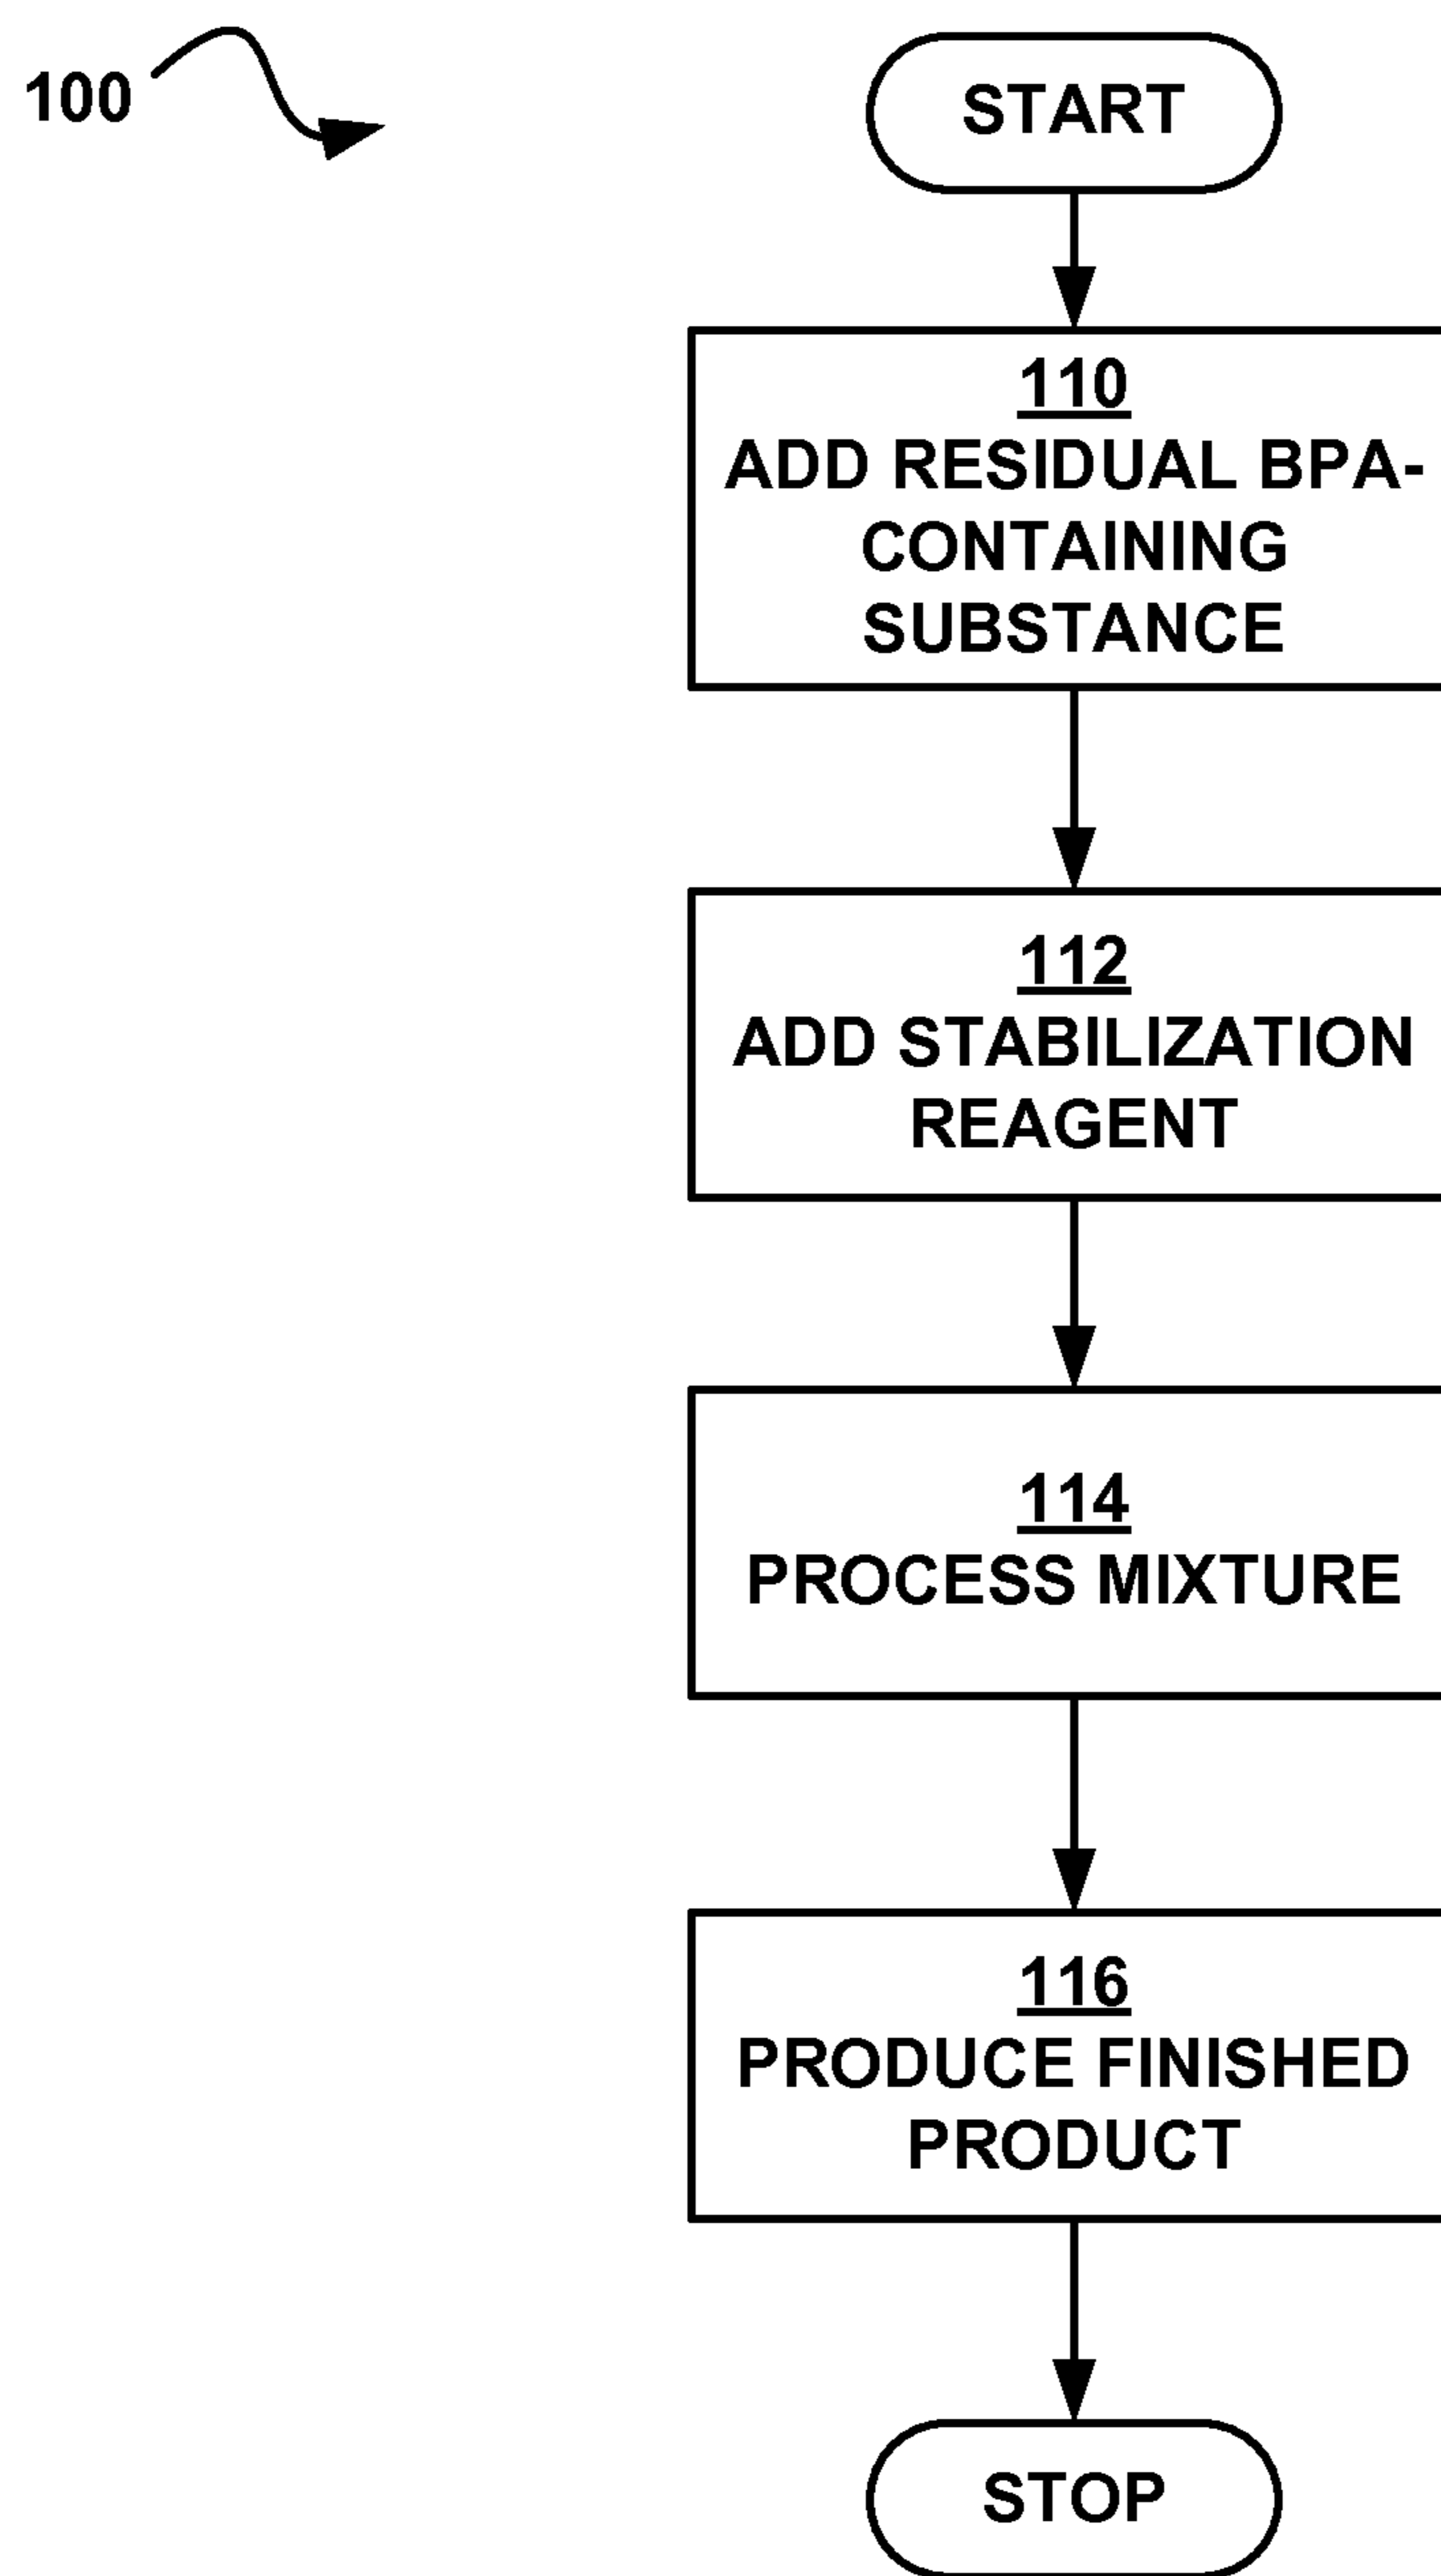 100
START
110
ADD RESIDUAL BPA-
CONTAINING
SUBSTANCE
112
ADD STABILIZATION
REAGENT
114
PROCESS MIXTURE
116
PRODUCE FINISHED
PRODUCT
STOP